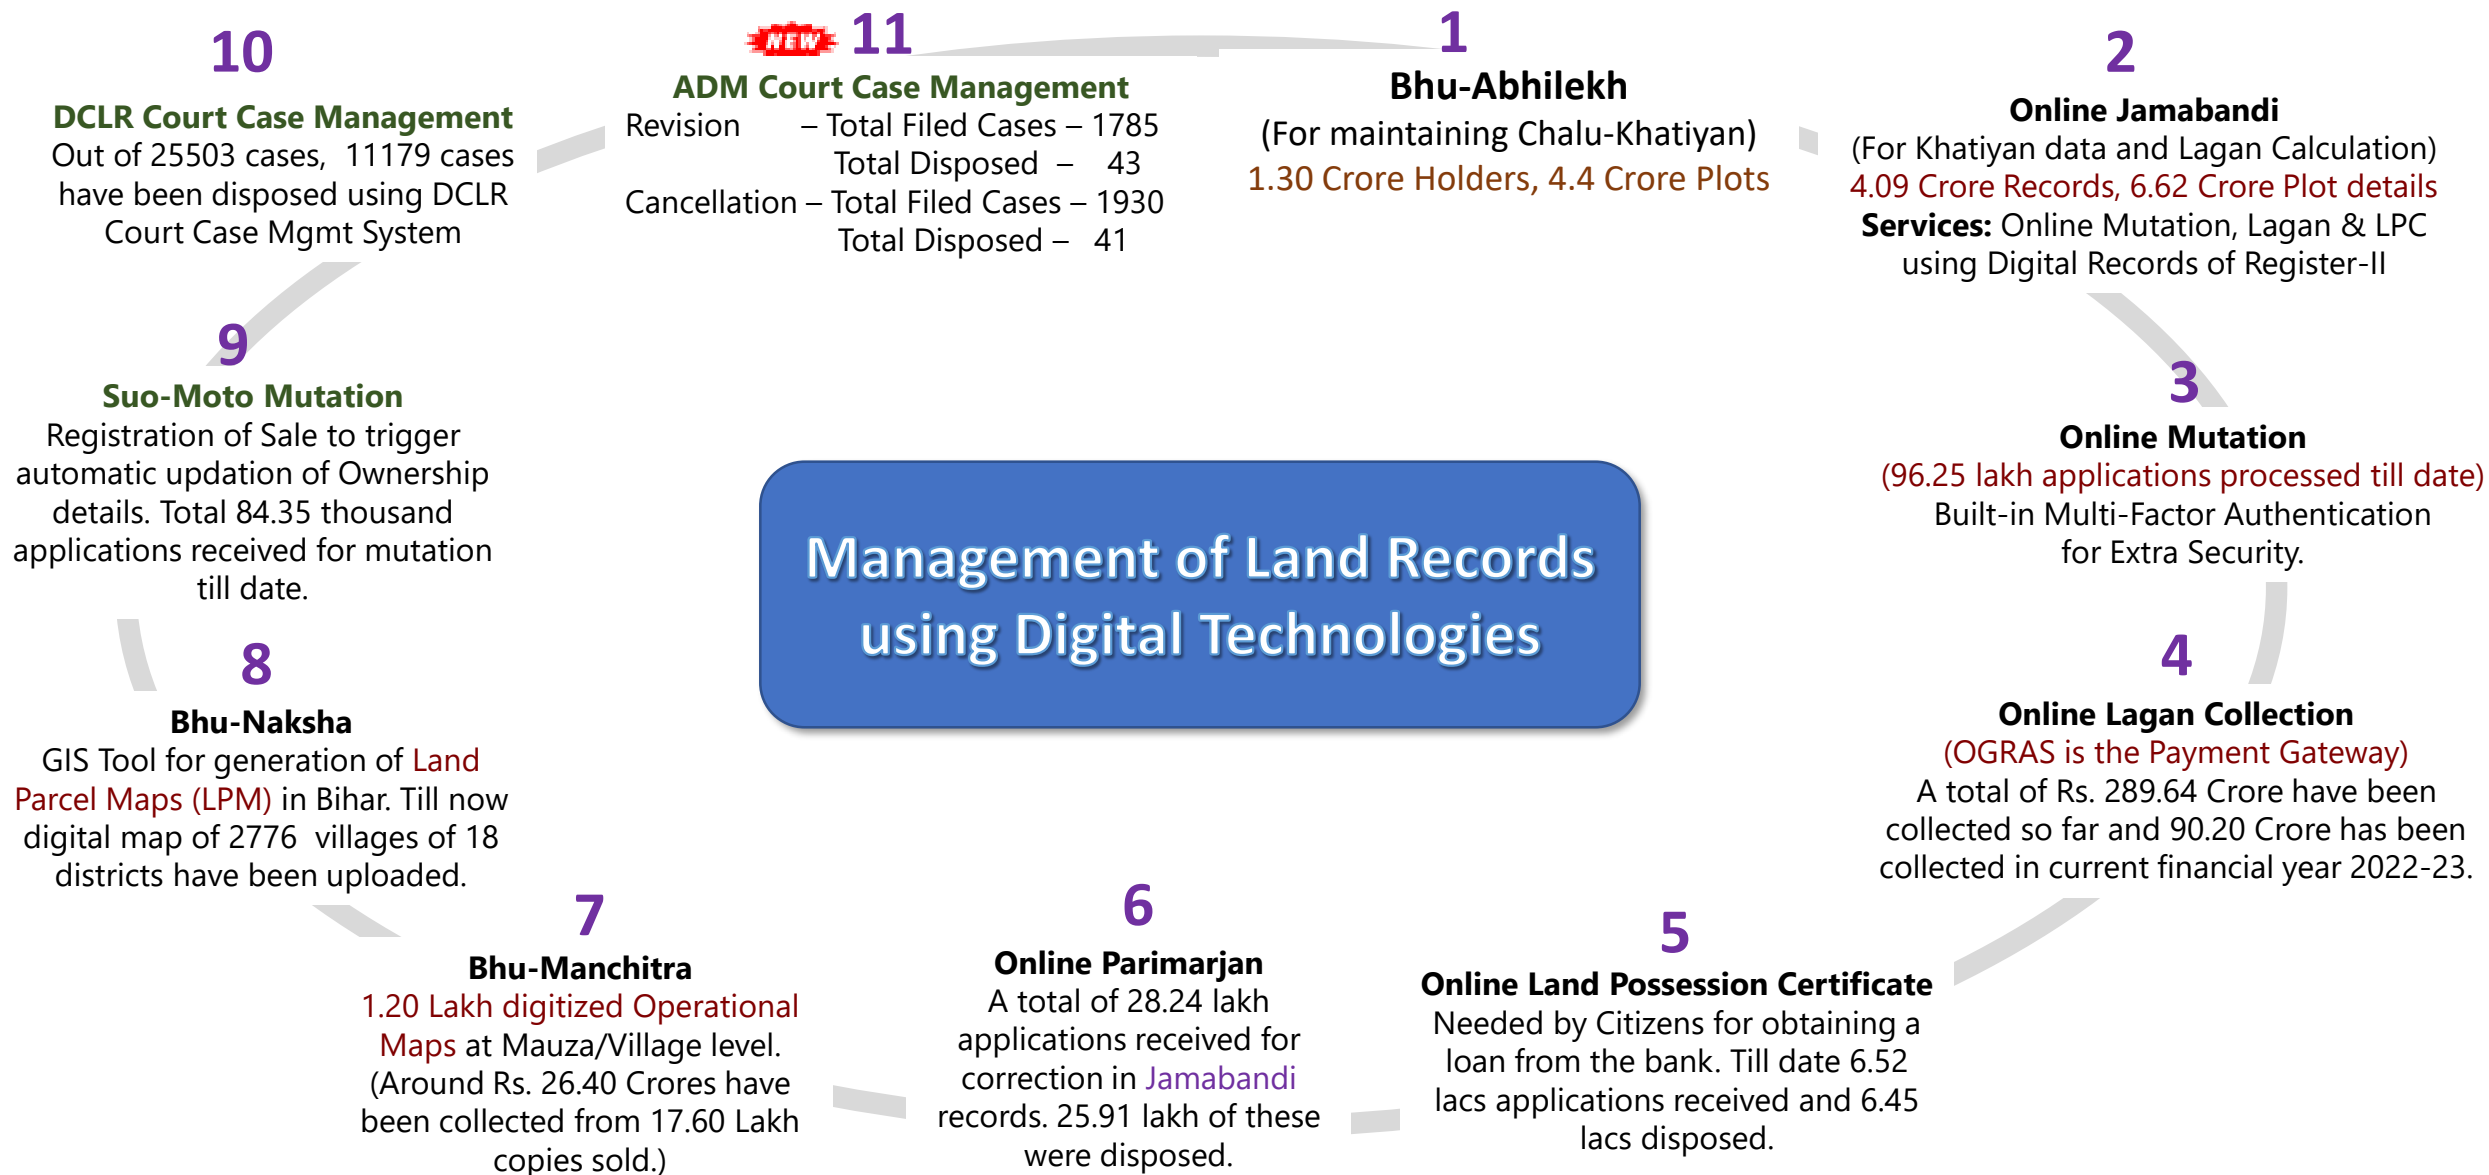 1
Bhu-Abhilekh
(For maintaining Chalu-Khatiyan)
1.30 Crore Holders, 4.4 Crore Plots
2
Online Jamabandi
(For Khatiyan data and Lagan Calculation)
4.09 Crore Records, 6.62 Crore Plot details
Services: Online Mutation, Lagan & LPC
using Digital Records of Register-II
3
Online Mutation
(96.25 lakh applications processed till date)
Built-in Multi-Factor Authentication
for Extra Security.
4
Online Lagan Collection
(OGRAS is the Payment Gateway)
A total of Rs. 289.64 Crore have been
collected so far and 90.20 Crore has been
collected in current financial year 2022-23.
5
Online Land Possession Certificate
Needed by Citizens for obtaining a
loan from the bank. Till date 6.52
lacs applications received and 6.45
lacs disposed.
6
Online Parimarjan
A total of 28.24 lakh
applications received for
correction in Jamabandi
records. 25.91 lakh of these
were disposed.
7
Bhu-Manchitra
1.20 Lakh digitized Operational
Maps at Mauza/Village level.
(Around Rs. 26.40 Crores have
been collected from 17.60 Lakh
copies sold.)
8
Bhu-Naksha
GIS Tool for generation of Land
Parcel Maps (LPM) in Bihar. Till now
digital map of 2776 villages of 18
districts have been uploaded.
9
Suo-Moto Mutation
Registration of Sale to trigger
automatic updation of Ownership
details. Total 84.35 thousand
applications received for mutation
till date.
10
DCLR Court Case Management
Out of 25503 cases, 11179 cases
have been disposed using DCLR
Court Case Mgmt System
NEW 11
ADM Court Case Management
Revision – Total Filed Cases – 1785
Total Disposed – 43
Cancellation – Total Filed Cases – 1930
Total Disposed – 41
Management of Land Records
using Digital Technologies